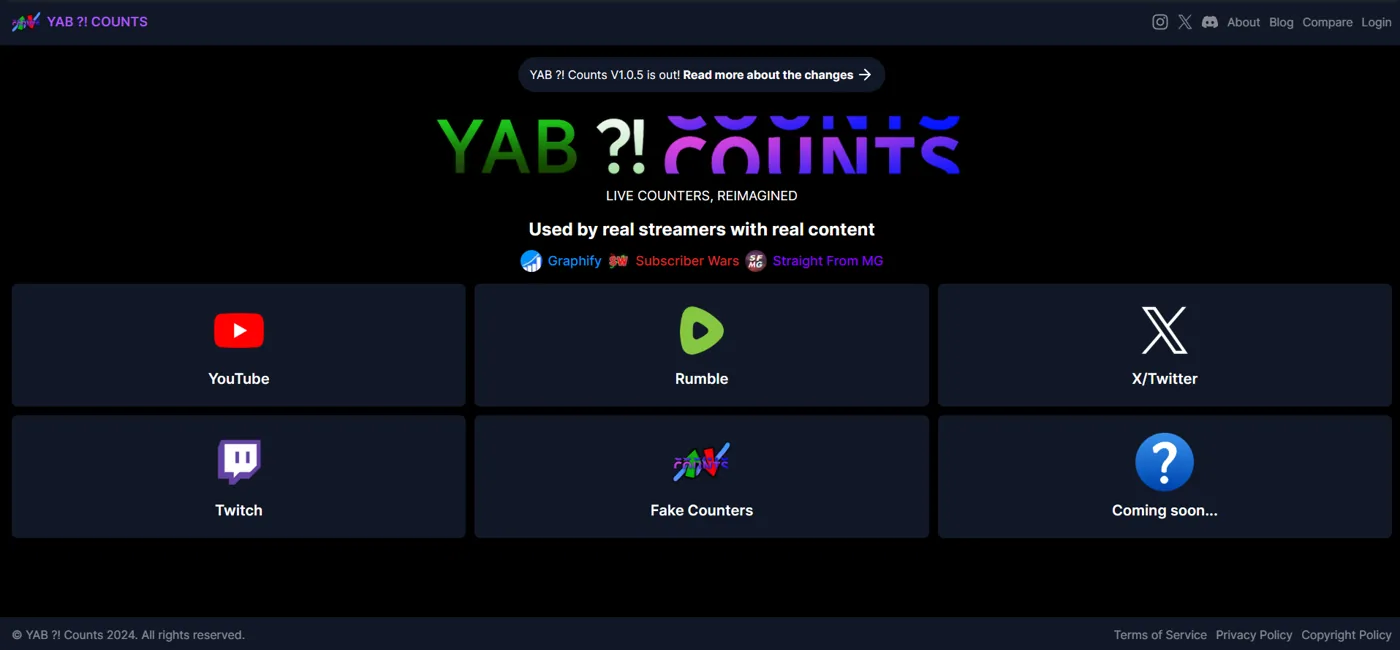 YAB ?! COUNTS
About Blog Compare Login
YAB ?! Counts V1.0.5 is out! Read more about the changes →
YAB ?! COUNTS
LIVE COUNTERS, REIMAGINED
Used by real streamers with real content
Graphify Subscriber Wars SF MG Straight From MG
YouTube Rumble X/Twitter
COUNTS
Twitch Fake Counters Coming soon...
© YAB ?! Counts 2024. All rights reserved. Terms of Service Privacy Policy Copyright Policy